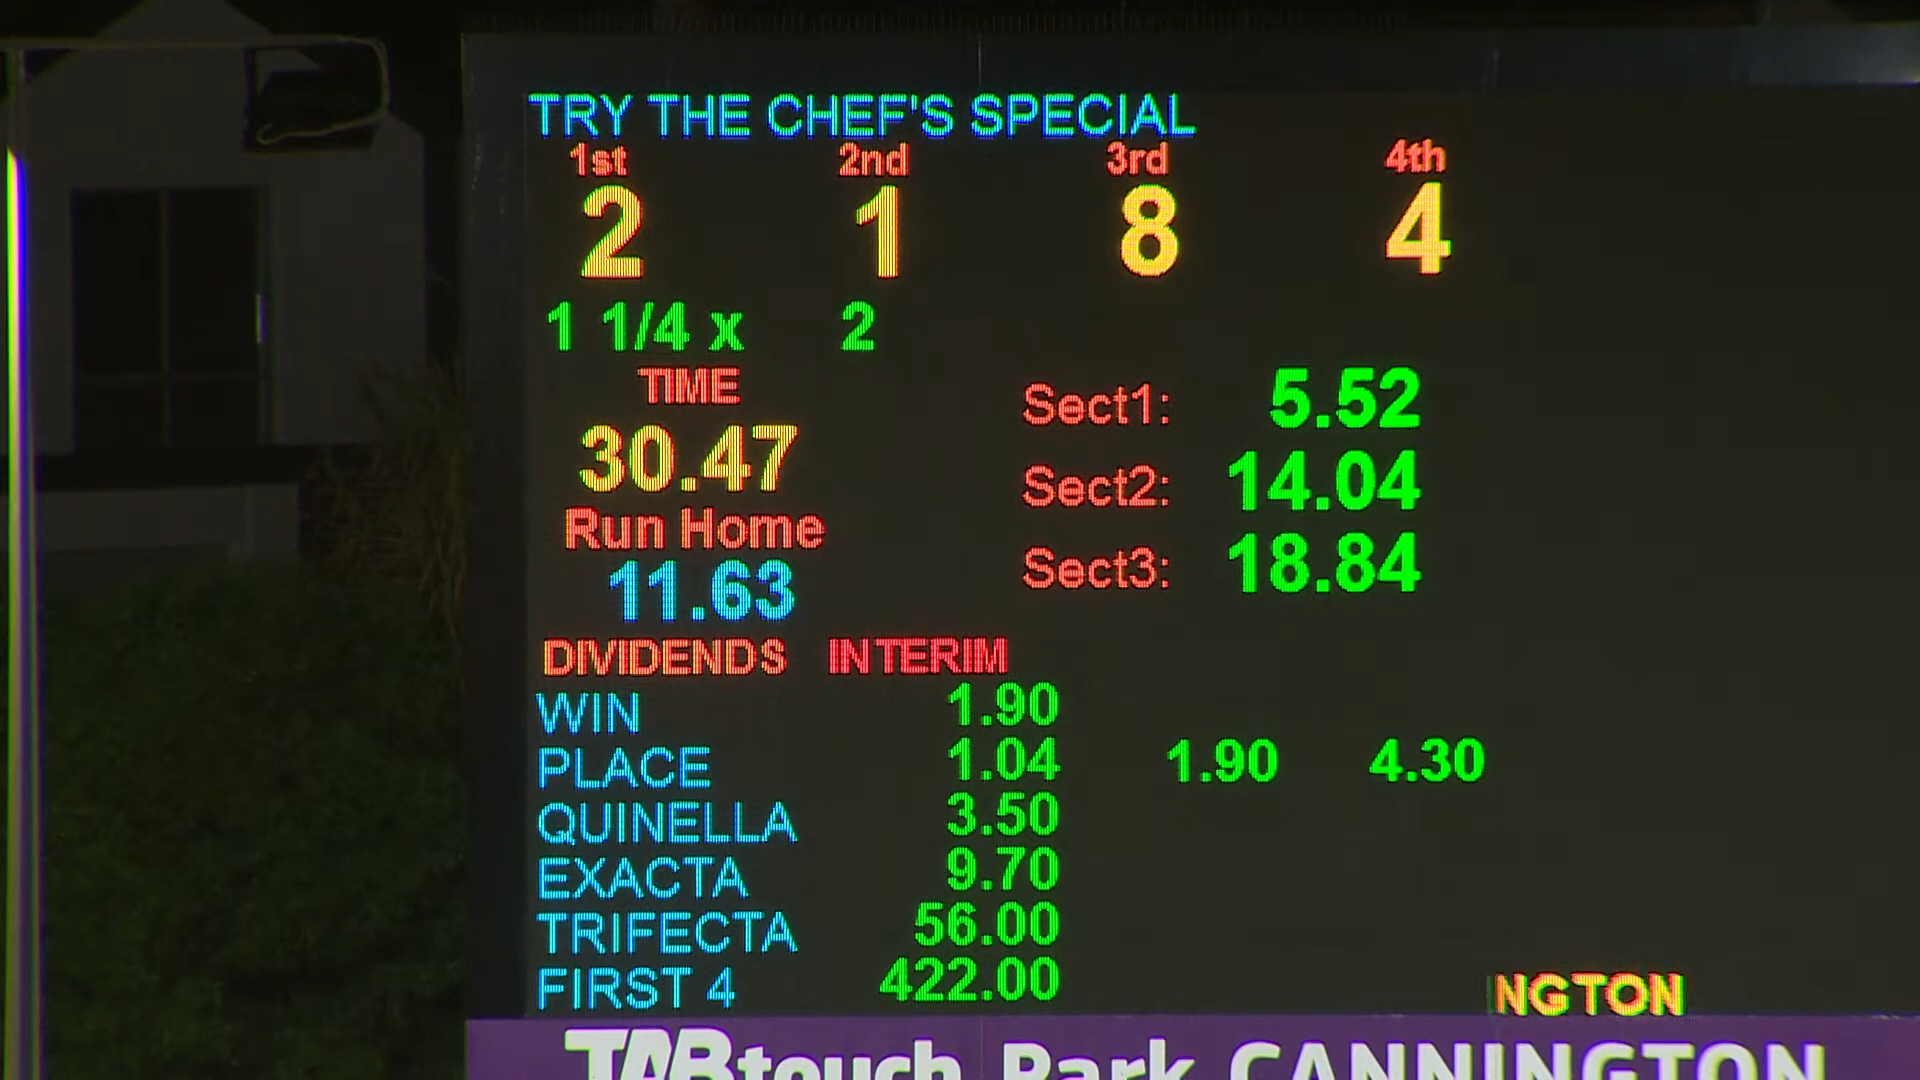 TRY THE CHEF'S SPECIAL
1st 2nd 3rd 4th
2 1 8 4
1 1/4 x 2
TIME
30.47
Run Home
11.63
Sect1: 5.52
Sect2: 14.04
Sect3: 18.84
DIVIDENDS INTERIM
WIN 1.90
PLACE 1.04 1.90 4.30
QUINELLA 3.50
EXACTA 9.70
TRIFECTA 56.00
FIRST 4 422.00
NGTON
TABtouch Park CANNINGTON